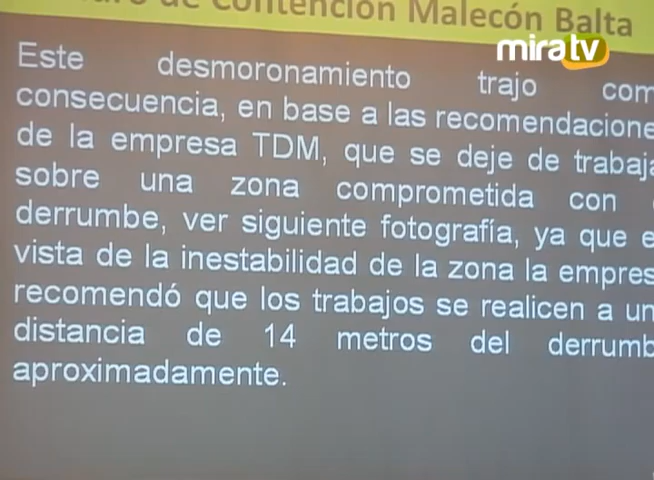 de Contención Malecón Balta
miratv
Este desmoronamiento trajo com
consecuencia, en base a las recomendacione
de la empresa TDM, que se deje de trabaja
sobre una zona comprometida con
derrumbe, ver siguiente fotografía, ya que e
vista de la inestabilidad de la zona la empres
recomendó que los trabajos se realicen a un
distancia de 14 metros del derrumb
aproximadamente.